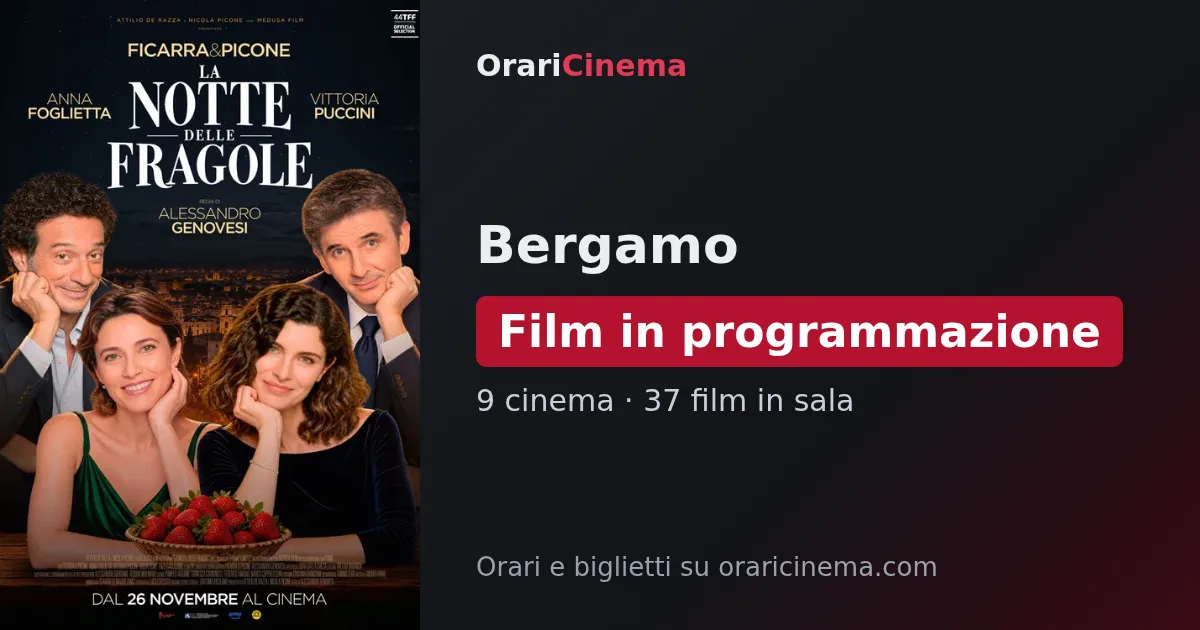 ATTILIO DE RAZZA E NICOLA PICONE CON MEDUSA FILM
44TFF
OFFICIAL
SELECTION
FICARRA&PICONE
LA
NOTTE
DELLE
FRAGOLE
ANNA
FOGLIETTA
VITTORIA
PUCCINI
REGIA DI
ALESSANDRO
GENOVESI
DAL 26 NOVEMBRE AL CINEMA
OrariCinema
Bergamo
Film in programmazione
9 cinema · 37 film in sala
Orari e biglietti su oraricinema.com